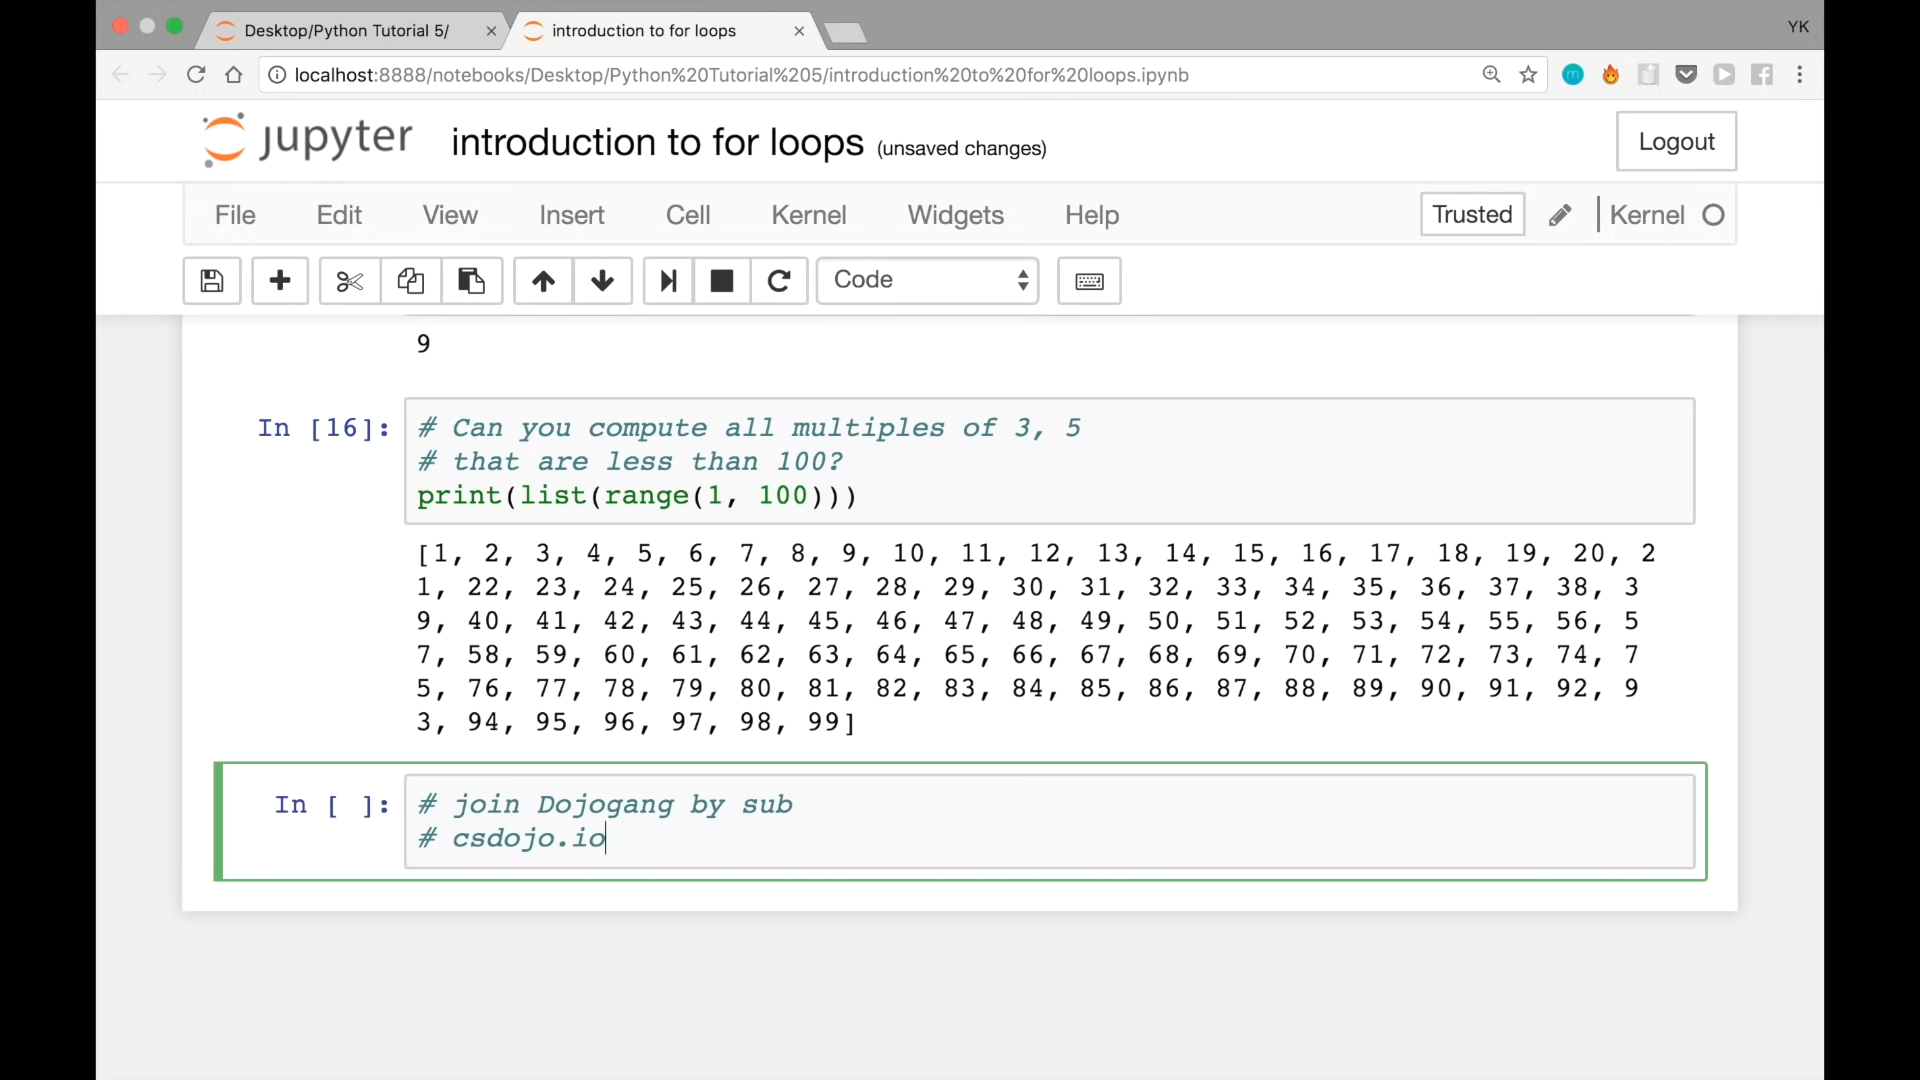 Desktop/Python Tutorial 5/
introduction to for loops
YK
localhost:8888/notebooks/Desktop/Python%20Tutorial%205/introduction%20to%20for%20loops.ipynb
jupyter introduction to for loops (unsaved changes)
Logout
File Edit View Insert Cell Kernel Widgets Help Trusted Kernel
Code
9
In [16]: # Can you compute all multiples of 3, 5
# that are less than 100?
print(list(range(1, 100)))
[1, 2, 3, 4, 5, 6, 7, 8, 9, 10, 11, 12, 13, 14, 15, 16, 17, 18, 19, 20, 2
1, 22, 23, 24, 25, 26, 27, 28, 29, 30, 31, 32, 33, 34, 35, 36, 37, 38, 3
9, 40, 41, 42, 43, 44, 45, 46, 47, 48, 49, 50, 51, 52, 53, 54, 55, 56, 5
7, 58, 59, 60, 61, 62, 63, 64, 65, 66, 67, 68, 69, 70, 71, 72, 73, 74, 7
5, 76, 77, 78, 79, 80, 81, 82, 83, 84, 85, 86, 87, 88, 89, 90, 91, 92, 9
3, 94, 95, 96, 97, 98, 99]
In [ ]: # join Dojogang by sub
# csdojo.io